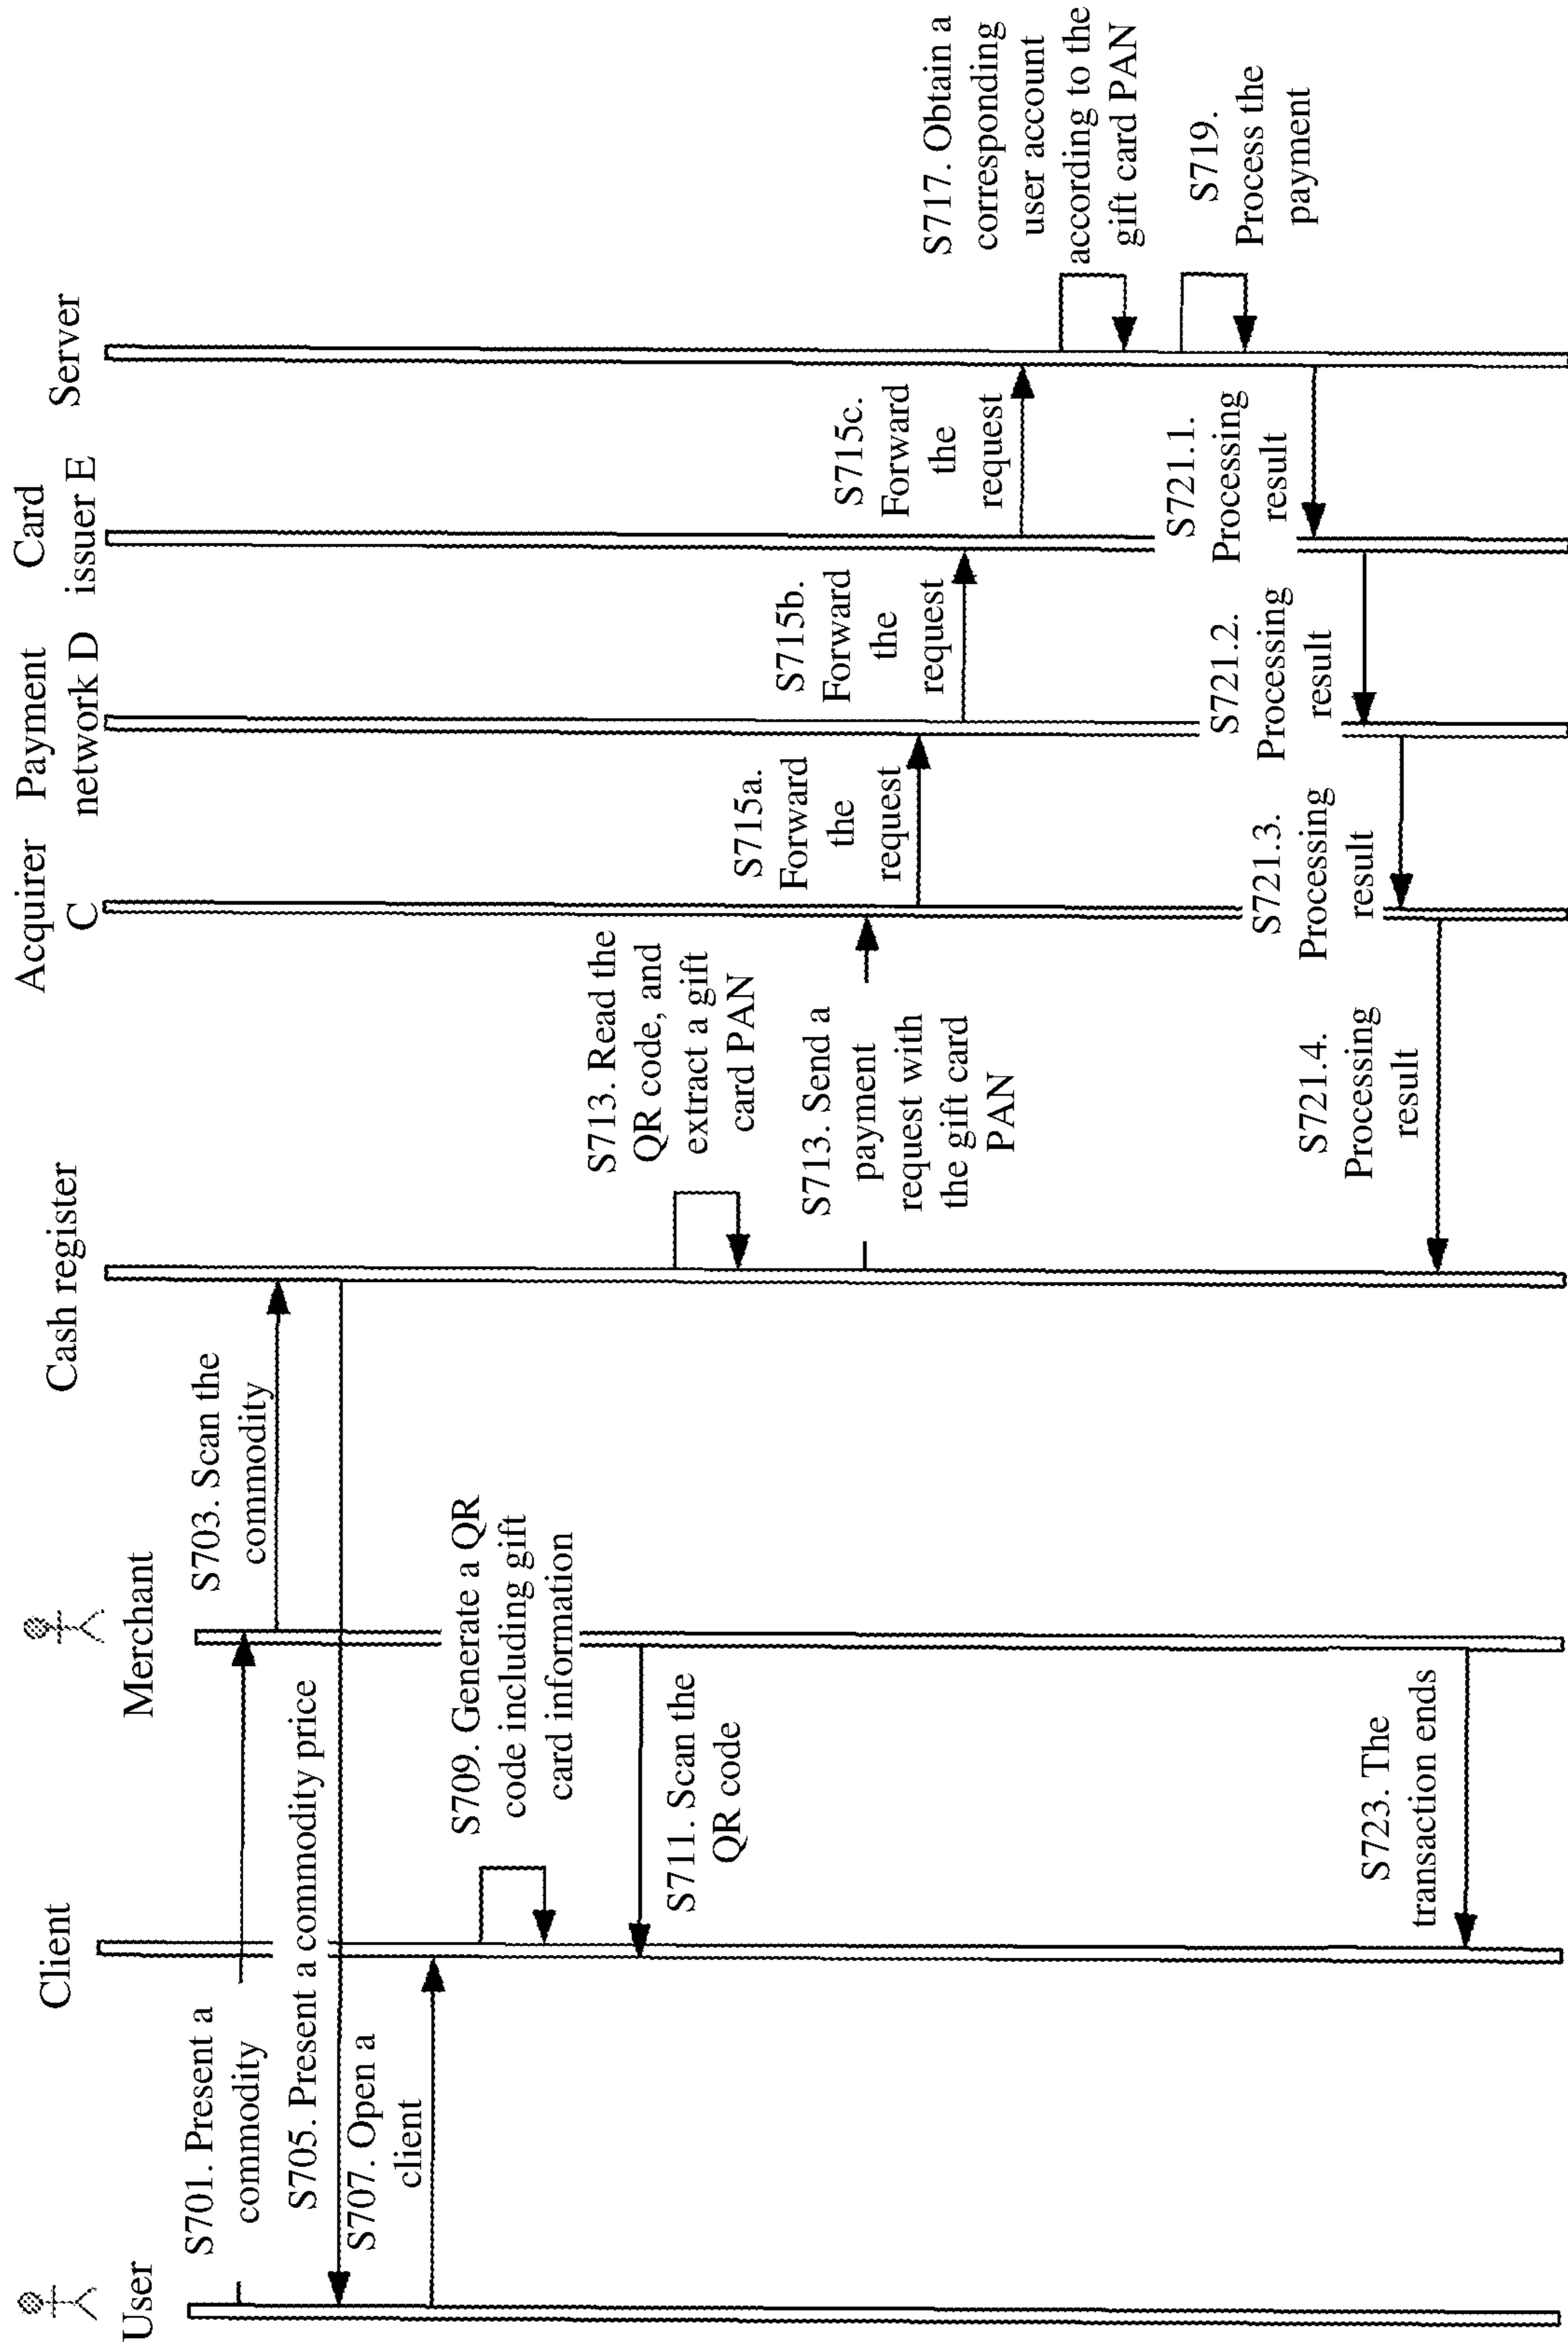 User
Client
Merchant
Cash register
Acquirer
C
Payment
network D
Card
issuer E
Server
S701. Present a
commodity
S703. Scan the
commodity
S705. Present a commodity price
S707. Open a
client
S709. Generate a QR
code including gift
card information
S711. Scan the
QR code
S713. Read the
QR code, and
extract a gift
card PAN
S713. Send a
payment
request with
the gift card
PAN
S715a.
Forward
the
request
S715b.
Forward
the
request
S715c.
Forward
the
request
S717. Obtain a
corresponding
user account
according to the
gift card PAN
S719.
Process the
payment
S721.1.
Processing
result
S721.2.
Processing
result
S721.3.
Processing
result
S721.4.
Processing
result
S723. The
transaction ends